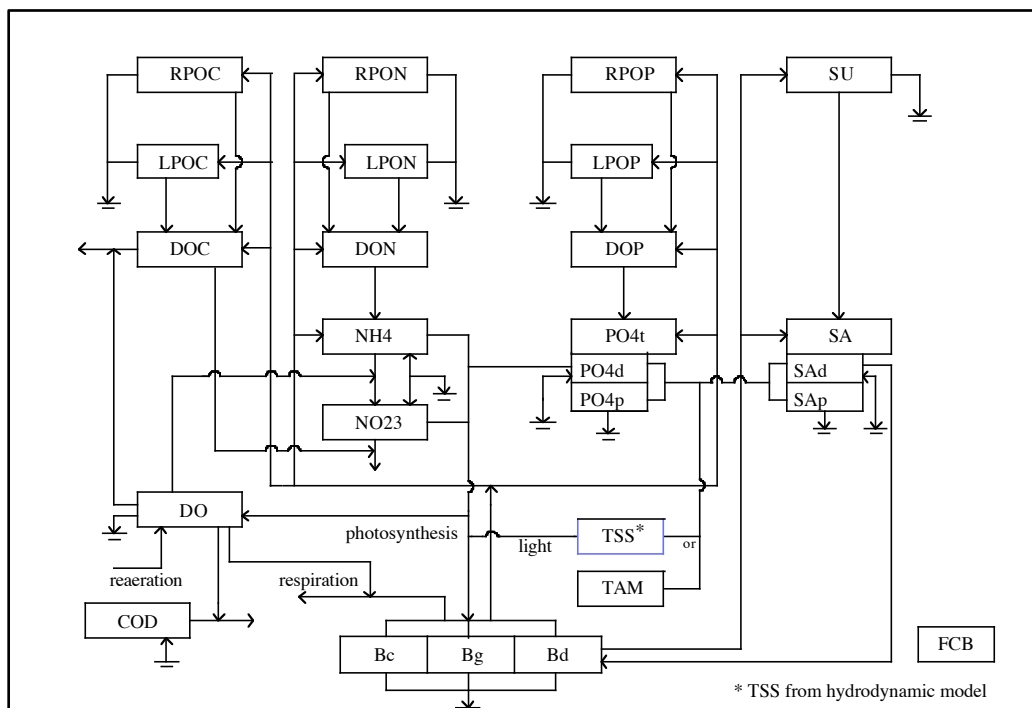 RPOC
RPON
RPOP
SU
LPOC
LPON
LPOP
DOC
DON
DOP
NH4
PO4t
SA
PO4d
SAd
PO4p
SAp
NO23
DO
photosynthesis
light
TSS*
or
reaeration
respiration
TAM
COD
Bc
Bg
Bd
FCB
* TSS from hydrodynamic model